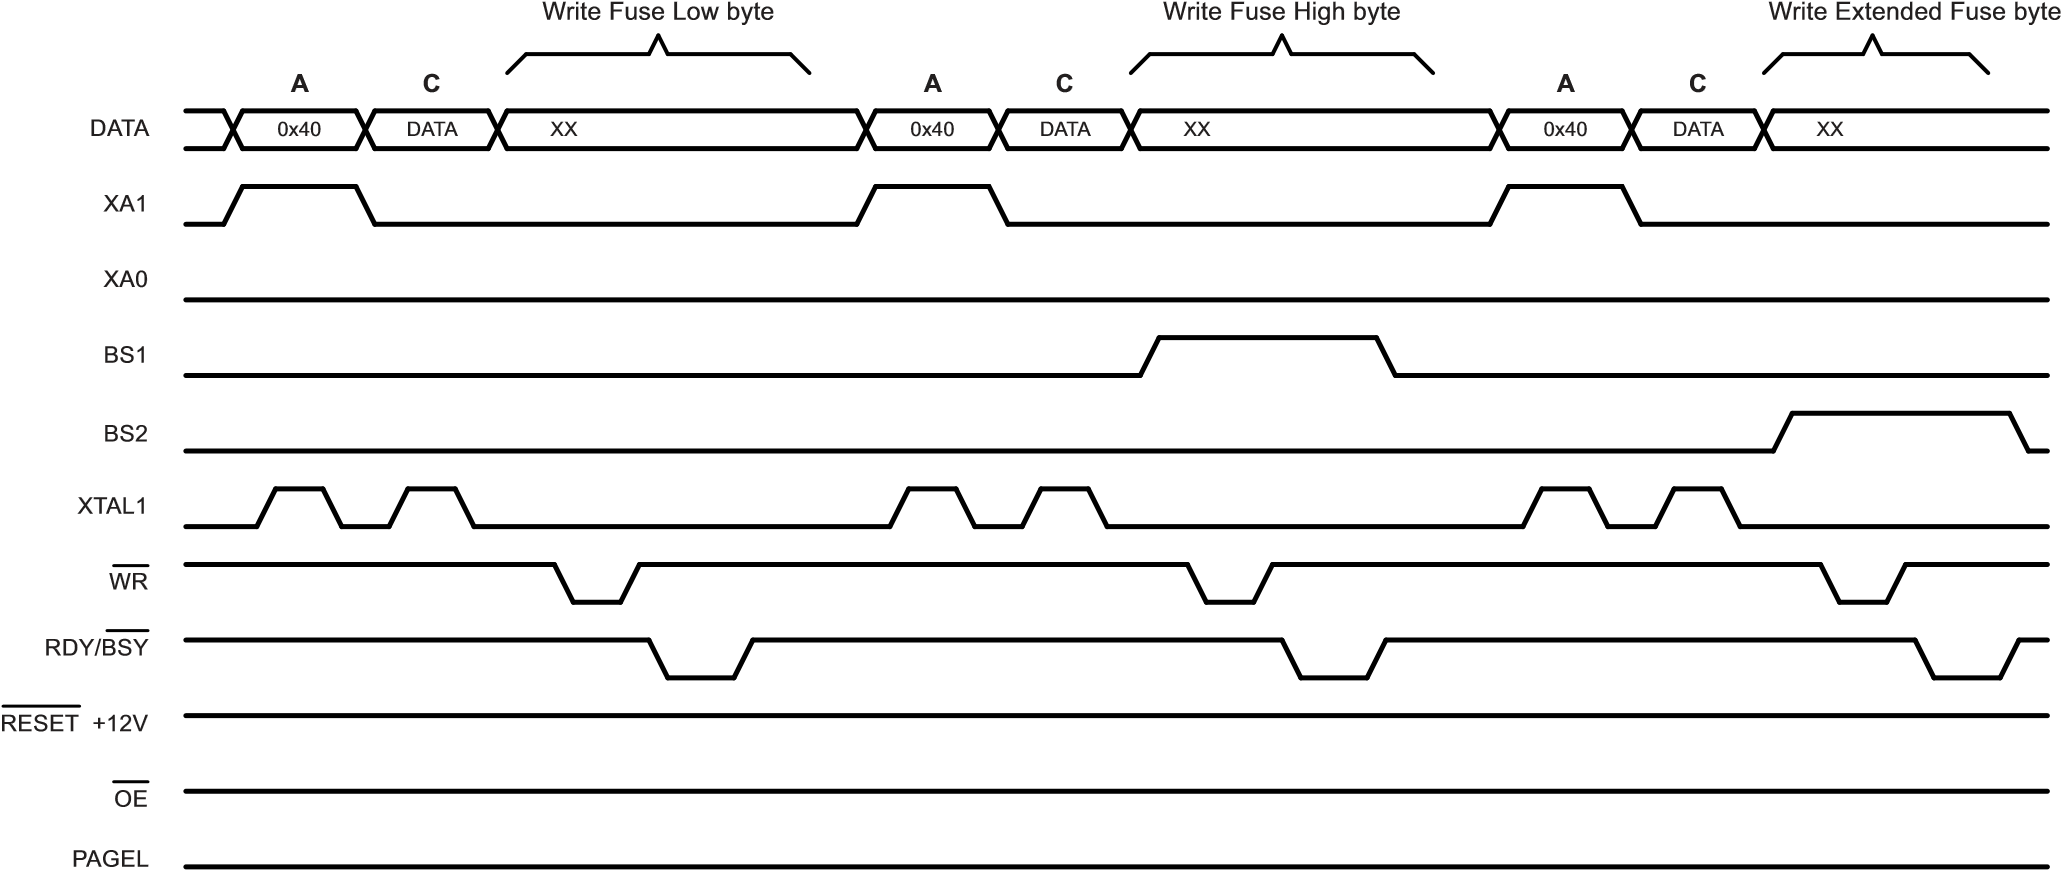 Write Fuse Low byte Write Fuse High byte Write Extended Fuse byte
A C A C A C
DATA 0x40 DATA XX 0x40 DATA XX 0x40 DATA XX
XA1
XA0
BS1
BS2
XTAL1
WR
RDY/BSY
RESET +12V
OE
PAGEL